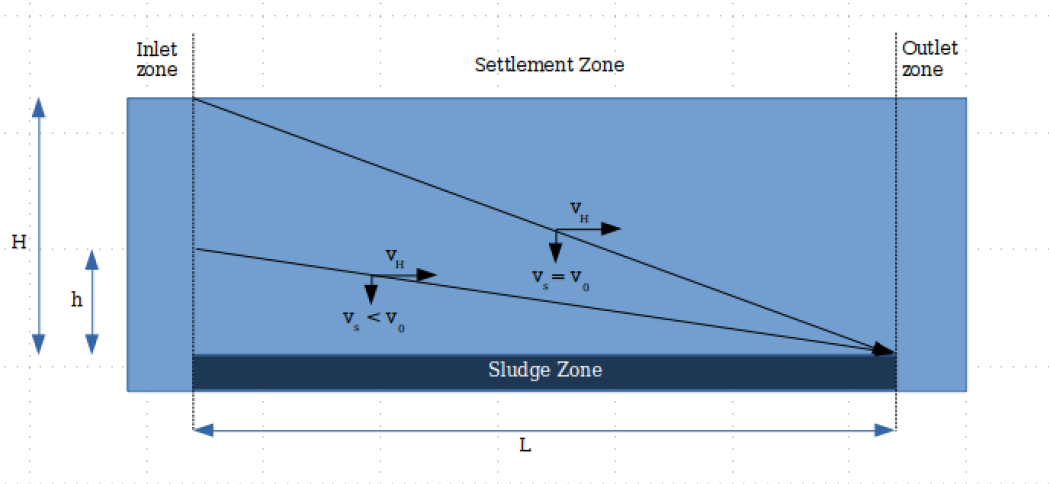 Inlet
zone
Settlement Zone
Outlet
zone
H
h
v_H
v_s = v_0
v_H
v_s < v_0
Sludge Zone
L